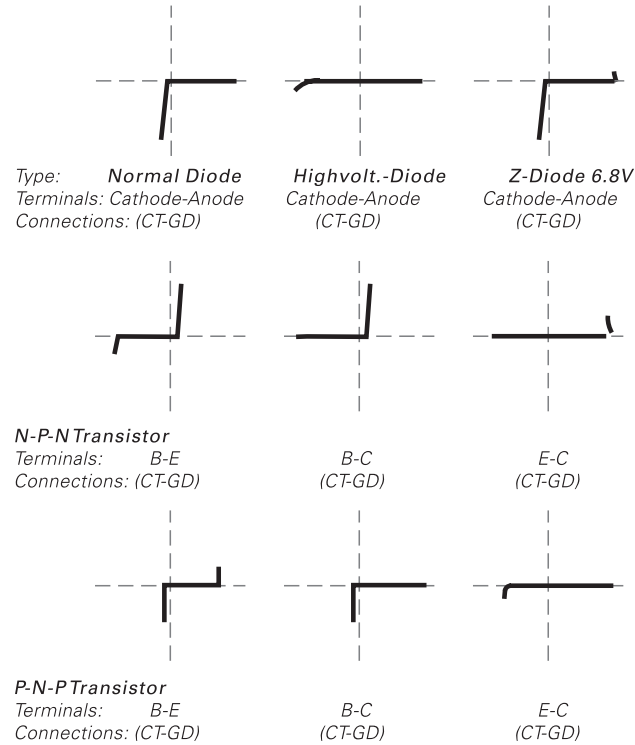 Type: Normal Diode Highvolt.-Diode Z-Diode 6.8V
Terminals: Cathode-Anode Cathode-Anode Cathode-Anode
Connections: (CT-GD) (CT-GD) (CT-GD)
N-P-N Transistor
Terminals: B-E B-C E-C
Connections: (CT-GD) (CT-GD) (CT-GD)
P-N-P Transistor
Terminals: B-E B-C E-C
Connections: (CT-GD) (CT-GD) (CT-GD)